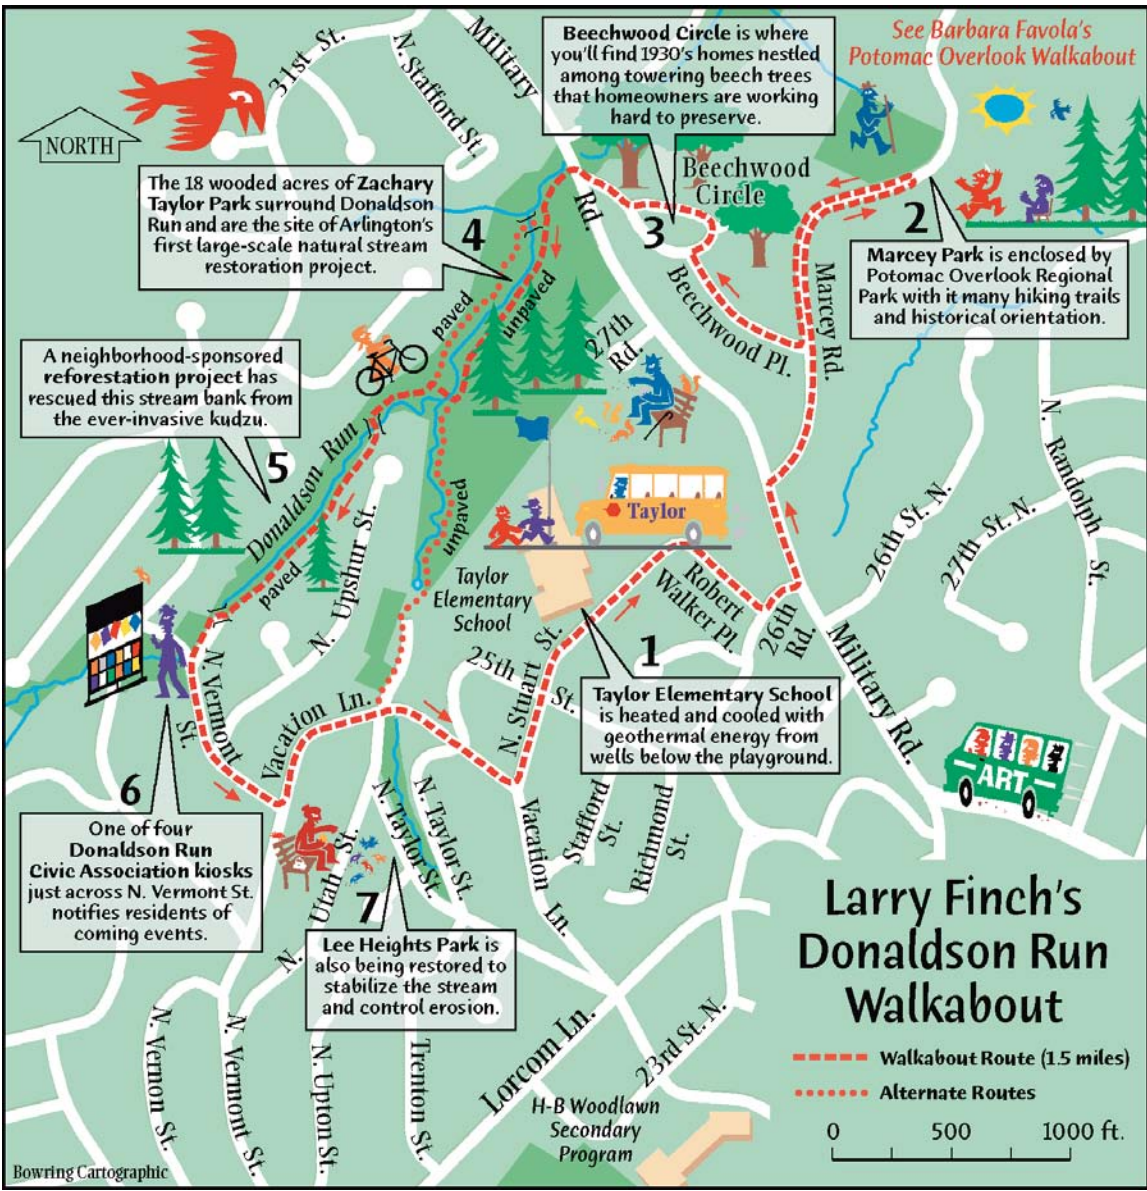 31st St.
N. Stafford St.
Military
Rd.
Beechwood Circle is where
you'll find 1930's homes nestled
among towering beech trees
that homeowners are working
hard to preserve.
See Barbara Favola's
Potomac Overlook Walkabout
NORTH
The 18 wooded acres of Zachary
Taylor Park surround Donaldson
Run and are the site of Arlington's
first large-scale natural stream
restoration project.
4
3
Beechwood
Circle
2
Marcey Park is enclosed by
Potomac Overlook Regional
Park with it many hiking trails
and historical orientation.
paved
unpaved
27th
Rd.
Beechwood Pl.
Marcey Rd.
A neighborhood-sponsored
reforestation project has
rescued this stream bank from
the ever-invasive kudzu.
5
Donaldson Run
paved
N. Upshur St.
unpaved
Taylor
Taylor
Elementary
School
Robert
Walker Pl.
26th
Rd.
Military Rd.
26th St. N.
27th St. N.
N. Randolph St.
1
Taylor Elementary School
is heated and cooled with
geothermal energy from
wells below the playground.
25th
St.
N. Stuart St.
N. Vermont
St.
Vacation Ln.
6
One of four
Donaldson Run
Civic Association kiosks
just across N. Vermont St.
notifies residents of
coming events.
ART
N. Utah St.
N. Taylor St.
N. Taylor St.
Vacation Ln.
Stafford
St.
Richmond
St.
7
Lee Heights Park is
also being restored to
stabilize the stream
and control erosion.
N. Vernon St.
N. Vermont St.
N. Upton St.
Trenton St.
Lorcom Ln.
23rd St. N.
H-B Woodlawn
Secondary
Program
Larry Finch's
Donaldson Run
Walkabout
Walkabout Route (1.5 miles)
Alternate Routes
0 500 1000 ft.
Bowring Cartographic